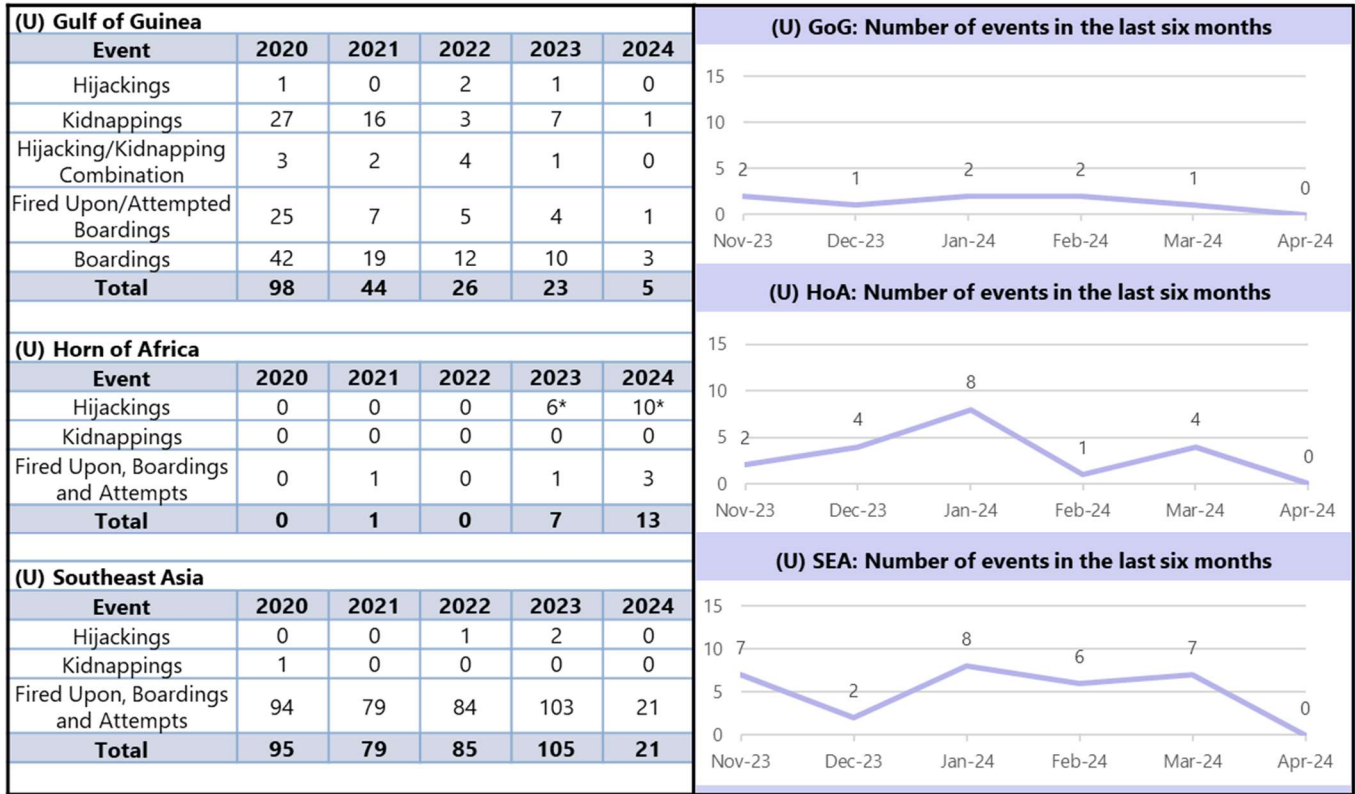 (U) Gulf of Guinea
Event 2020 2021 2022 2023 2024
Hijackings 1 0 2 1 0
Kidnappings 27 16 3 7 1
Hijacking/Kidnapping
Combination 3 2 4 1 0
Fired Upon/Attempted
Boardings 25 7 5 4 1
Boardings 42 19 12 10 3
Total 98 44 26 23 5
(U) Horn of Africa
Event 2020 2021 2022 2023 2024
Hijackings 0 0 0 6* 10*
Kidnappings 0 0 0 0 0
Fired Upon, Boardings
and Attempts 0 1 0 1 3
Total 0 1 0 7 13
(U) Southeast Asia
Event 2020 2021 2022 2023 2024
Hijackings 0 0 1 2 0
Kidnappings 1 0 0 0 0
Fired Upon, Boardings
and Attempts 94 79 84 103 21
Total 95 79 85 105 21
(U) GoG: Number of events in the last six months
15
10
5
0
2 1 2 2 1 0
Nov-23 Dec-23 Jan-24 Feb-24 Mar-24 Apr-24
(U) HoA: Number of events in the last six months
15
10
5
0
2 4 8 1 4 0
Nov-23 Dec-23 Jan-24 Feb-24 Mar-24 Apr-24
(U) SEA: Number of events in the last six months
15
10
5
0
7 2 8 6 7 0
Nov-23 Dec-23 Jan-24 Feb-24 Mar-24 Apr-24